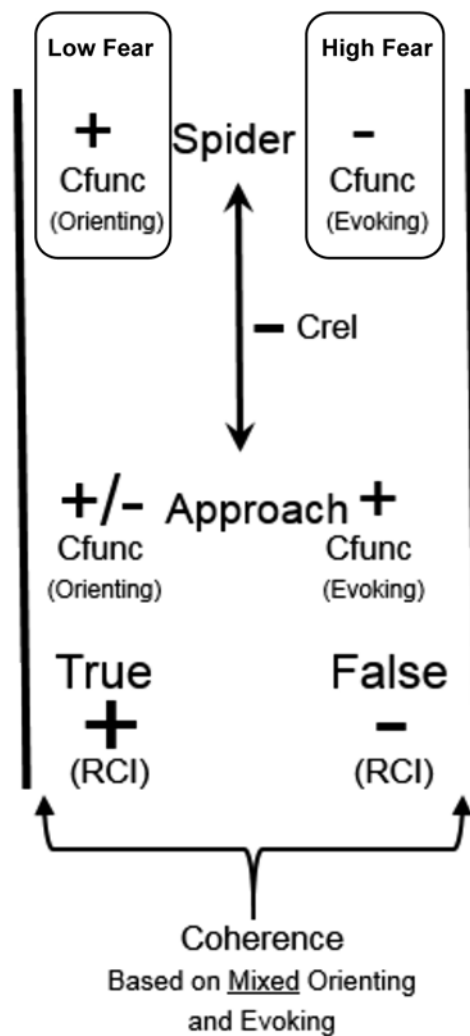 Low Fear High Fear
+ Spider -
Cfunc Cfunc
(Orienting) (Evoking)
- Crel
+/- Approach +
Cfunc Cfunc
(Orienting) (Evoking)
True False
+ -
(RCI) (RCI)
Coherence
Based on Mixed Orienting
and Evoking